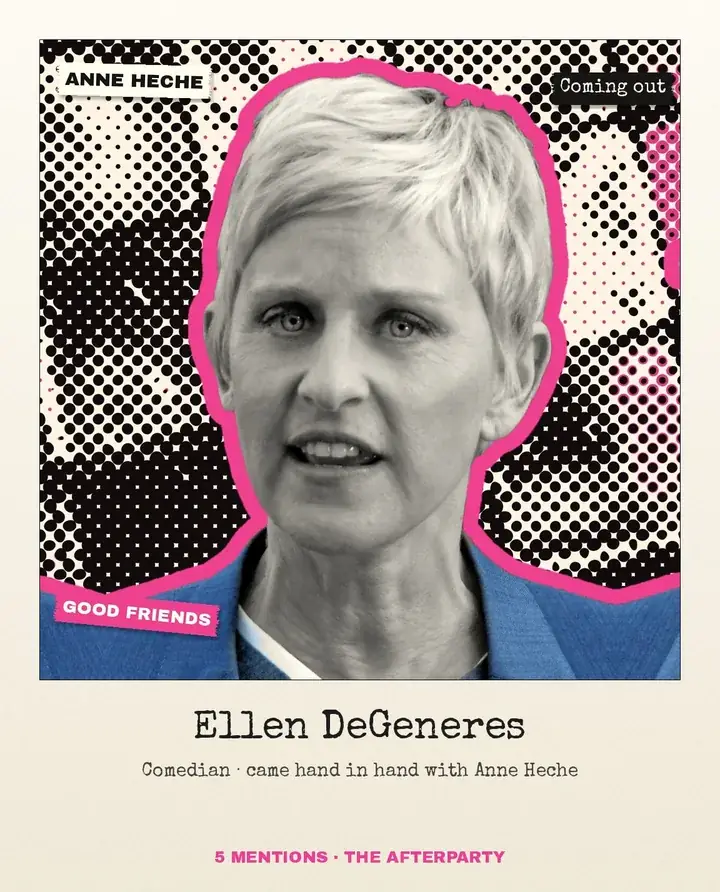 ANNE HECHE
Coming out
GOOD FRIENDS
Ellen DeGeneres
Comedian · came hand in hand with Anne Heche
5 MENTIONS · THE AFTERPARTY